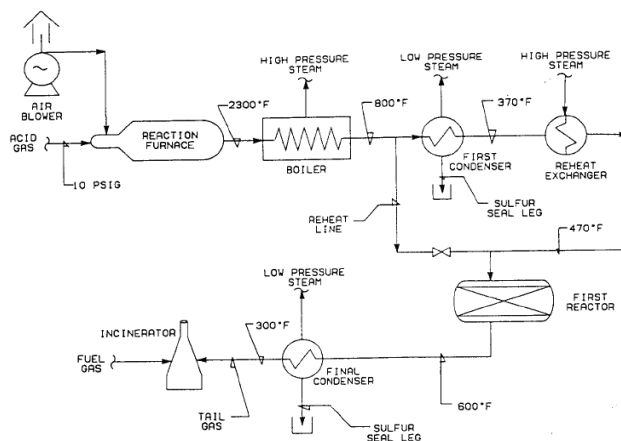 HIGH PRESSURE
STEAM
LOW PRESSURE
STEAM
HIGH PRESSURE
STEAM
AIR
BLOWER
2300°F
800°F
370°F
ACID
GAS
REACTION
FURNACE
10 PSIG
BOILER
FIRST
CONDENSER
REHEAT
EXCHANGER
SULFUR
SEAL LEG
REHEAT
LINE
470°F
LOW PRESSURE
STEAM
FIRST
REACTOR
INCINERATOR
300°F
FUEL
GAS
FINAL
CONDENSER
TAIL
GAS
600°F
SULFUR
SEAL LEG